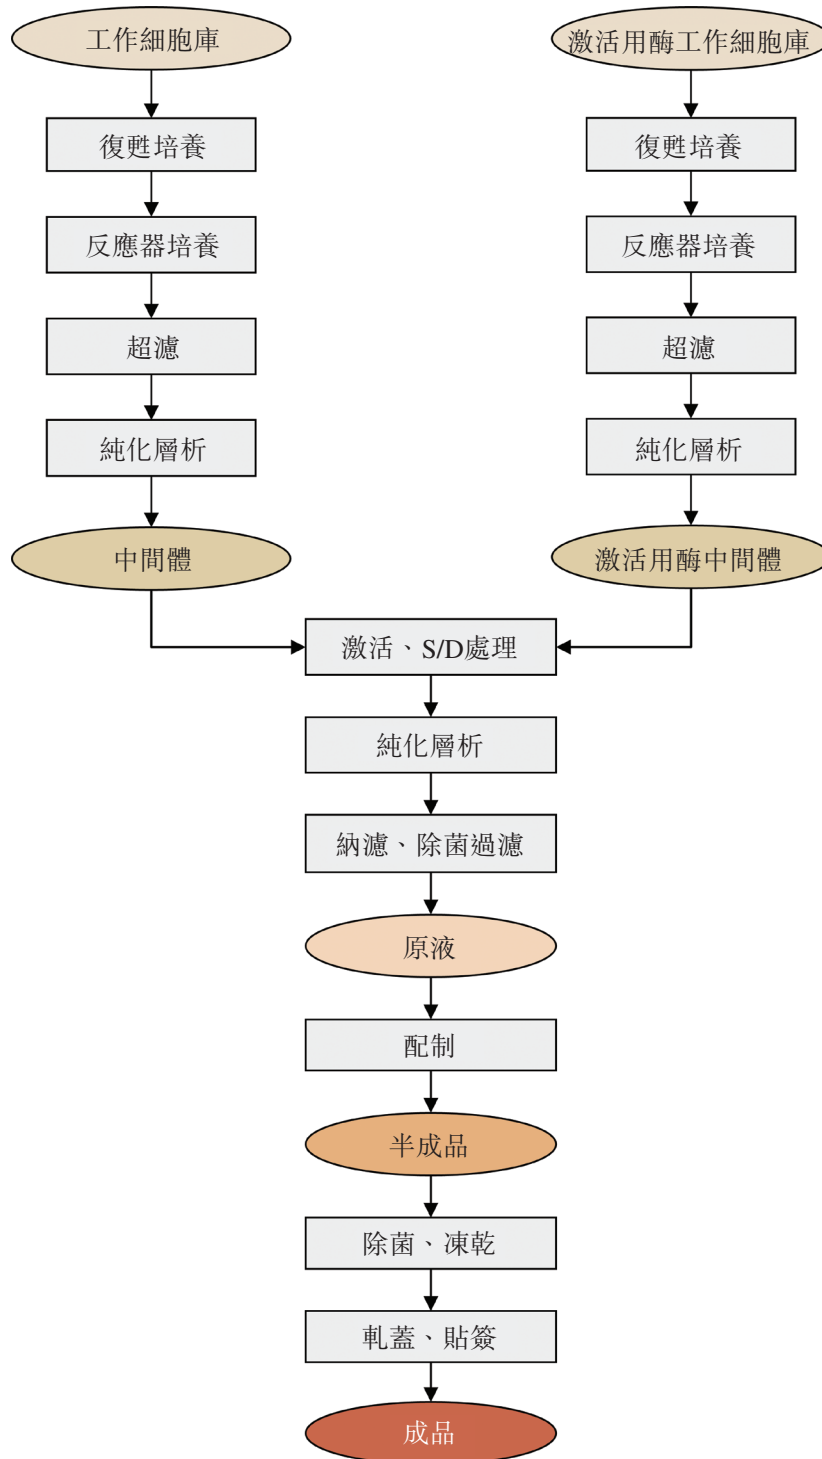 工作細胞庫
復甦培養
反應器培養
超濾
純化層析
中間體
激活用酶工作細胞庫
復甦培養
反應器培養
超濾
純化層析
激活用酶中間體
激活、S/D處理
純化層析
納濾、除菌過濾
原液
配制
半成品
除菌、凍乾
軋蓋、貼簽
成品